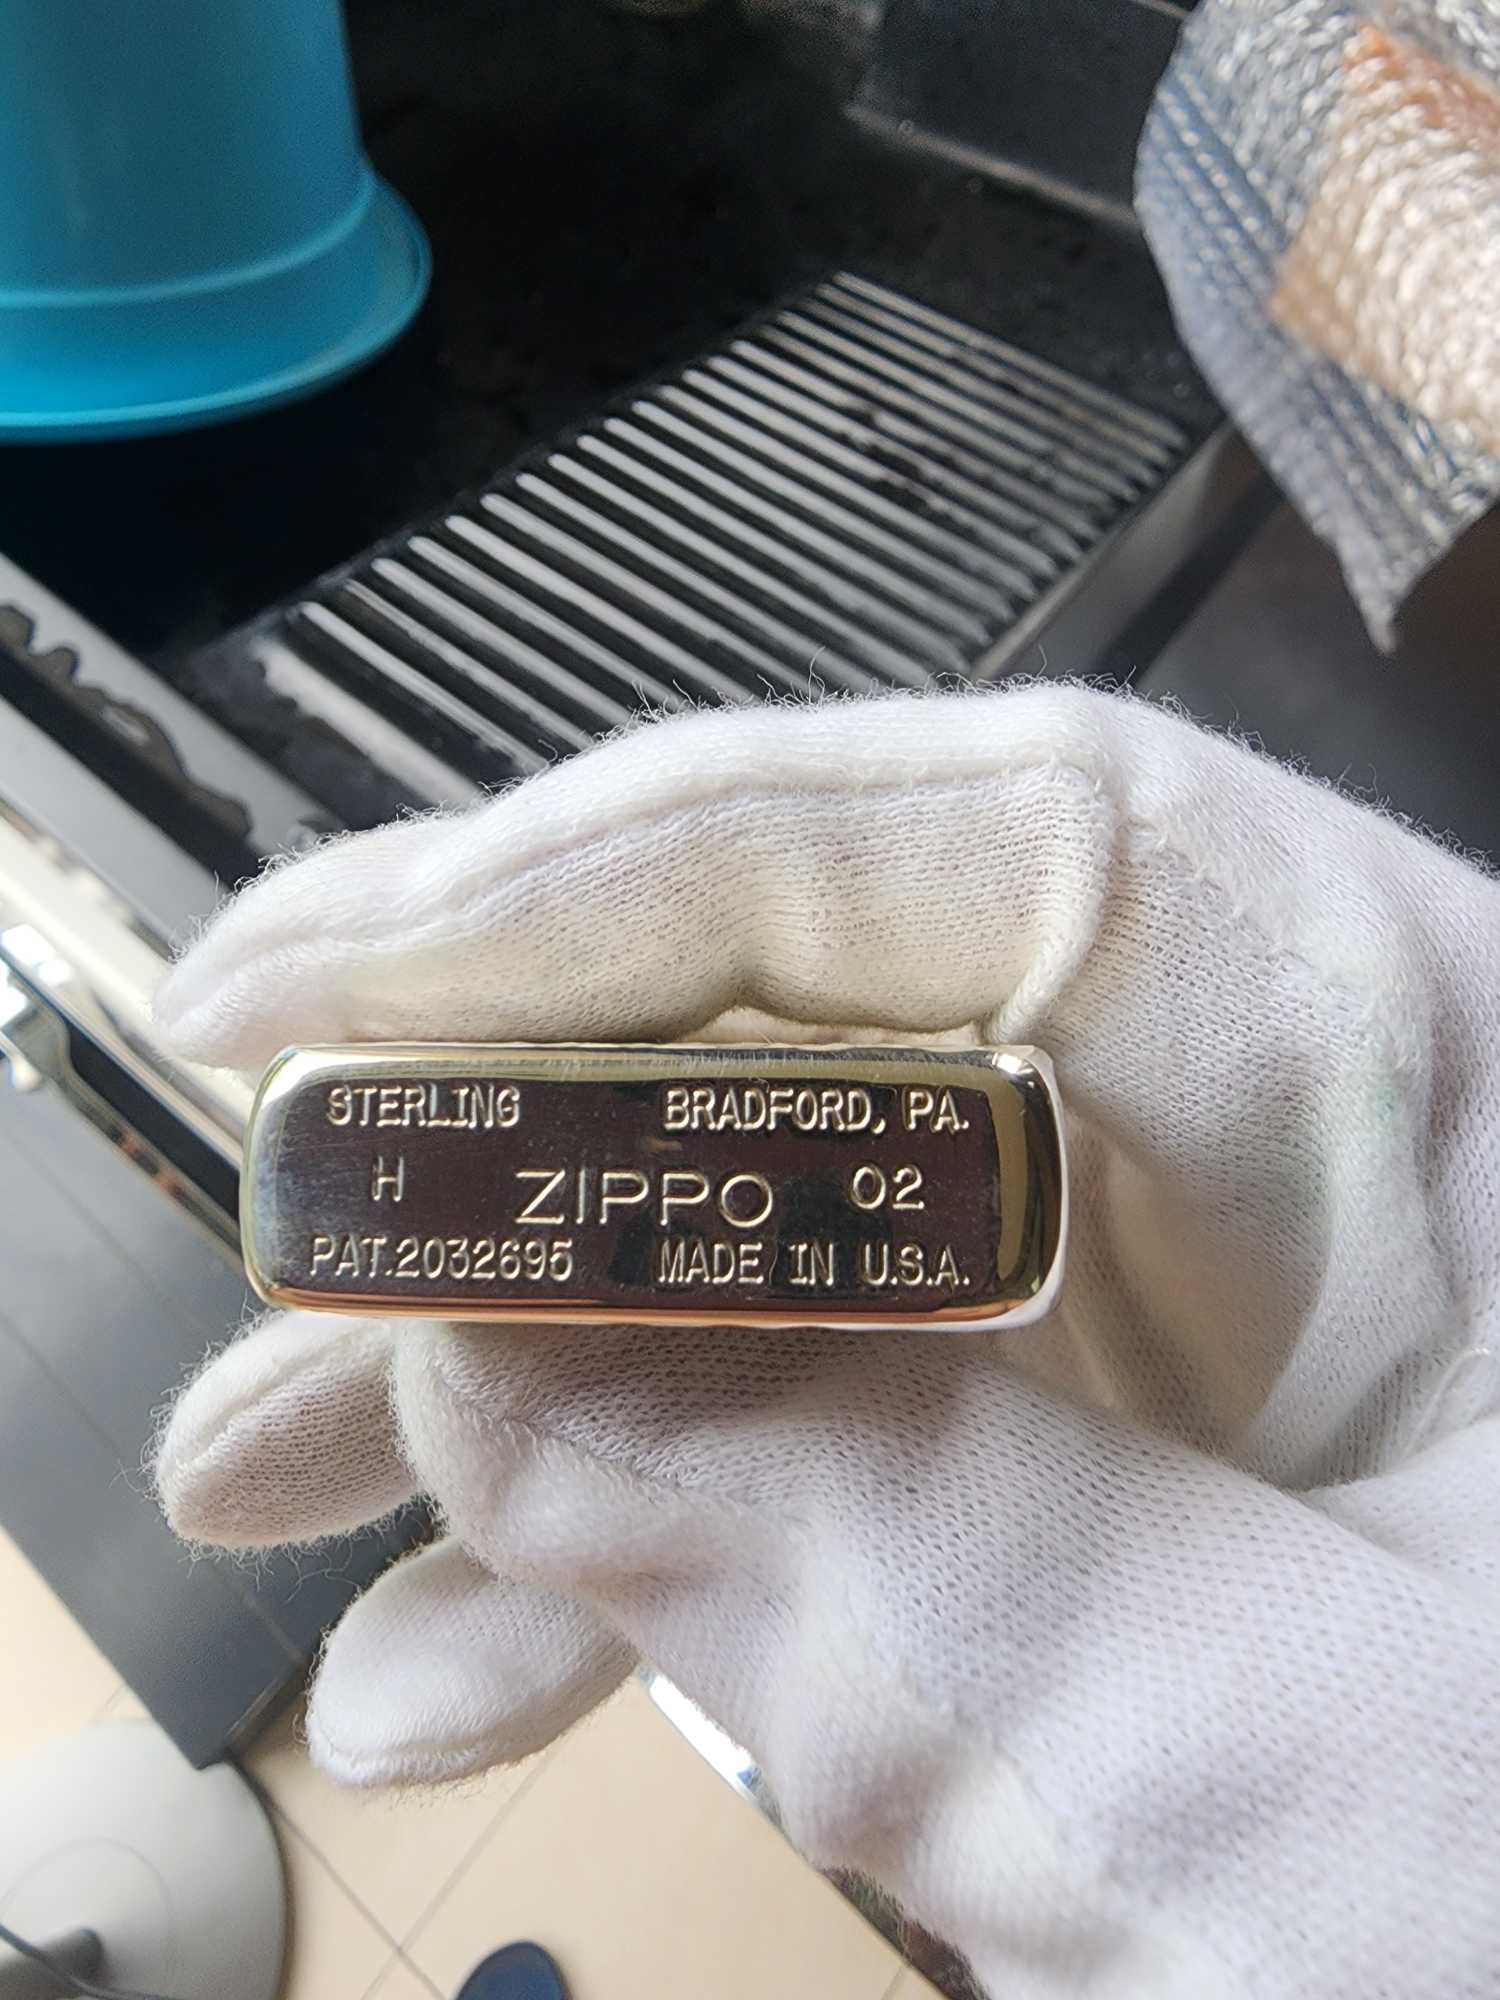 STERLING BRADFORD, PA.
H ZIPPO 02
PAT.2032695 MADE IN U.S.A.